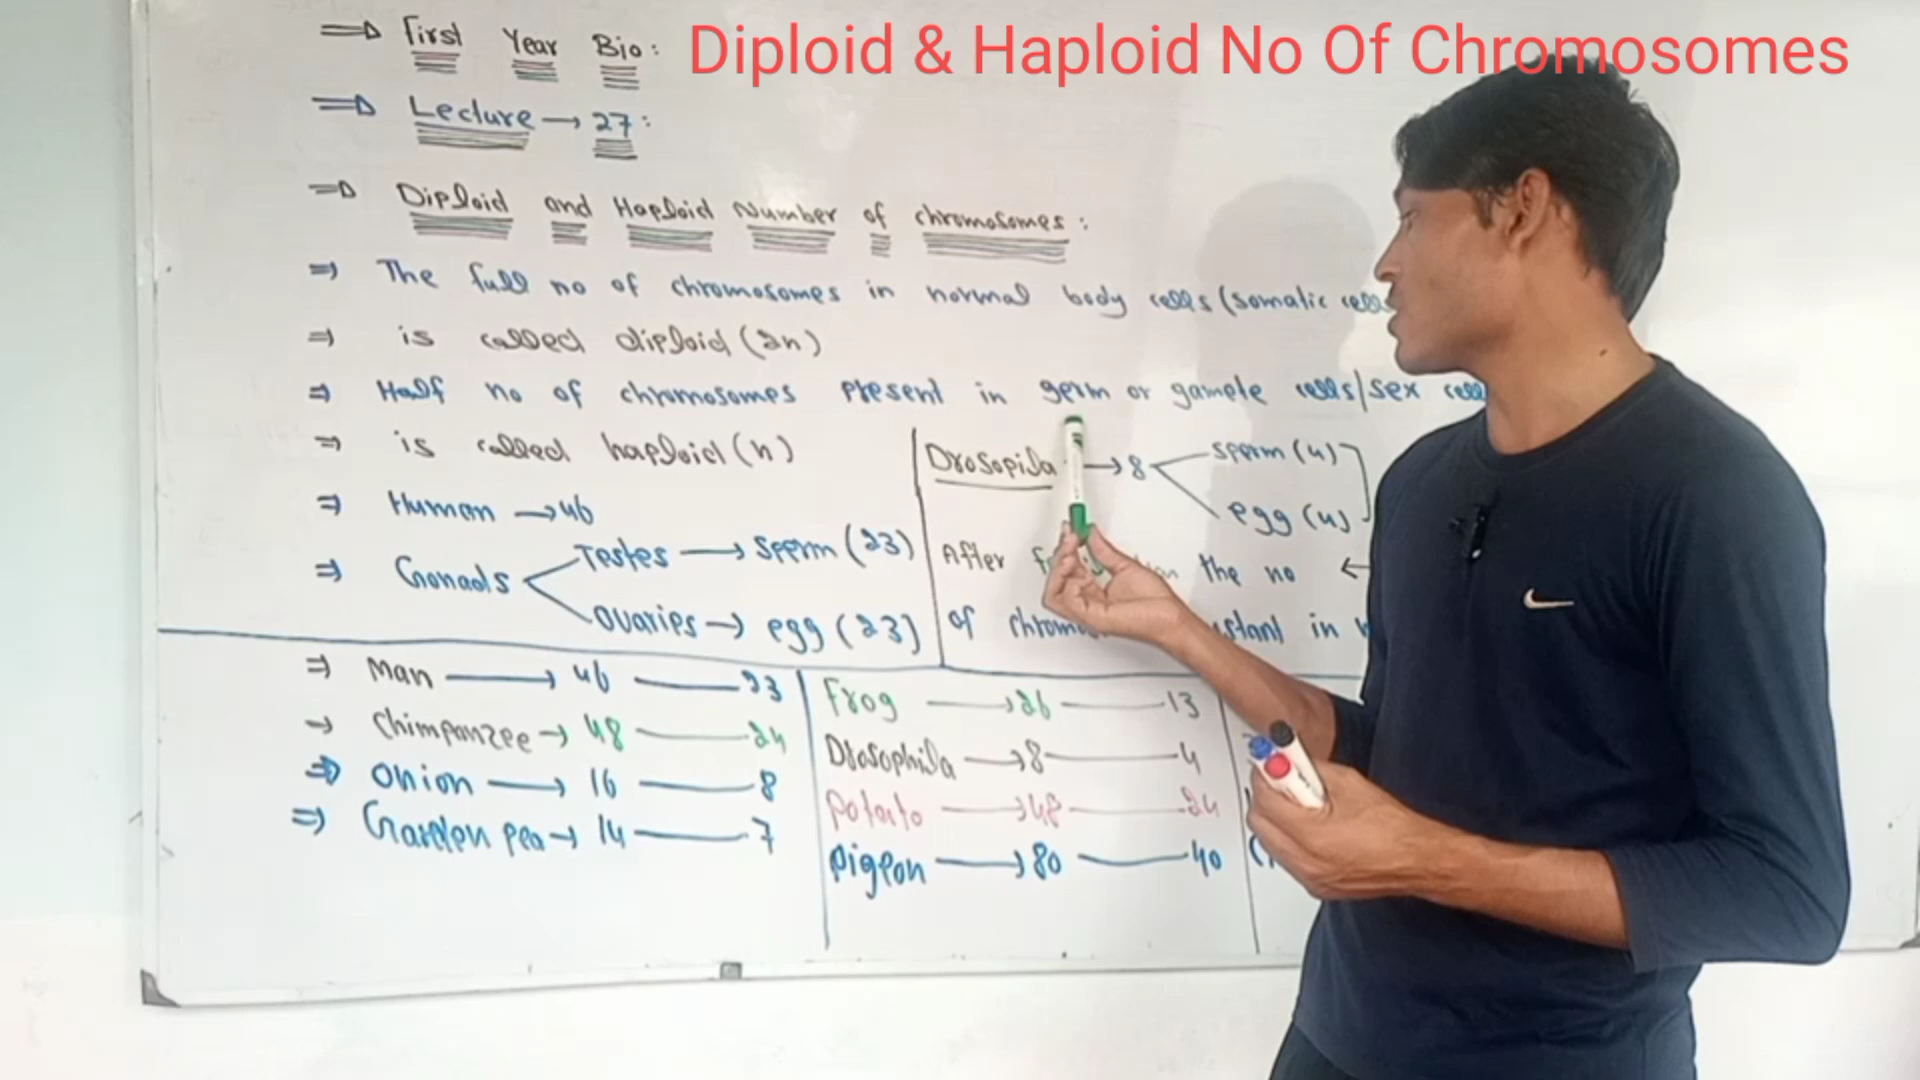 Diploid & Haploid No Of Chromosomes
First Year Bio:
Lecture → 27:
Diploid and Haploid Number of chromosomes:
⇒ The full no of chromosomes in normal body cells (somatic cells
⇒ is called diploid (2n)
⇒ Half no of chromosomes present in germ or gamete cells/sex cell
⇒ is called haploid (n)
⇒ Human → 46
⇒ Gonads
Testes → sperm (23)
ovaries → egg (23)
Drosopila → 8
sperm (4)
egg (4)
After the no ←
of in
⇒ Man → 46 — 23
→ Chimpanzee → 48 — 24
⇒ Onion → 16 — 8
⇒ Garden pea → 14 — 7
Frog → 26 — 13
Drosophila → 8 — 4
Potato → 48 — 24
pigeon → 80 — 40